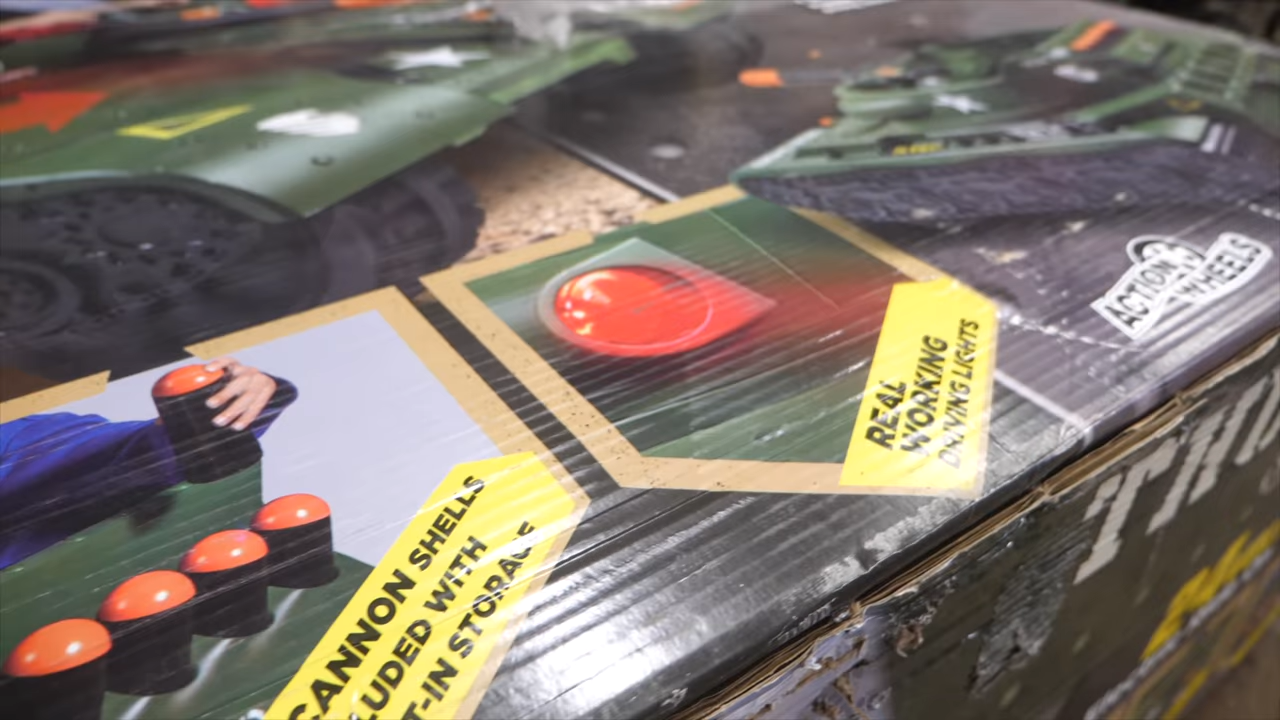 ACTION
WHEELS
REAL
WORKING
DRIVING LIGHTS
CANNON SHELLS
LUDED WITH
T-IN STORAGE